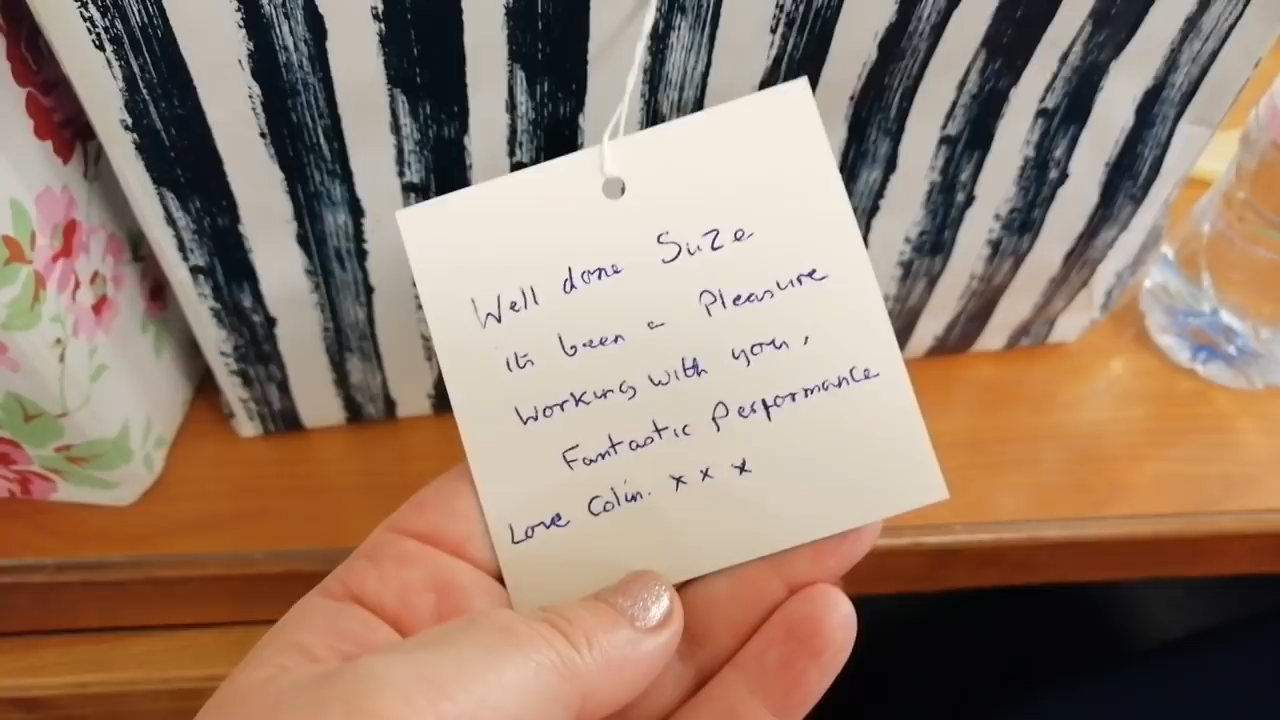 Well done Suze
its been a Pleasure
Working with you,
Fantastic Performance
Love Colin. x x x